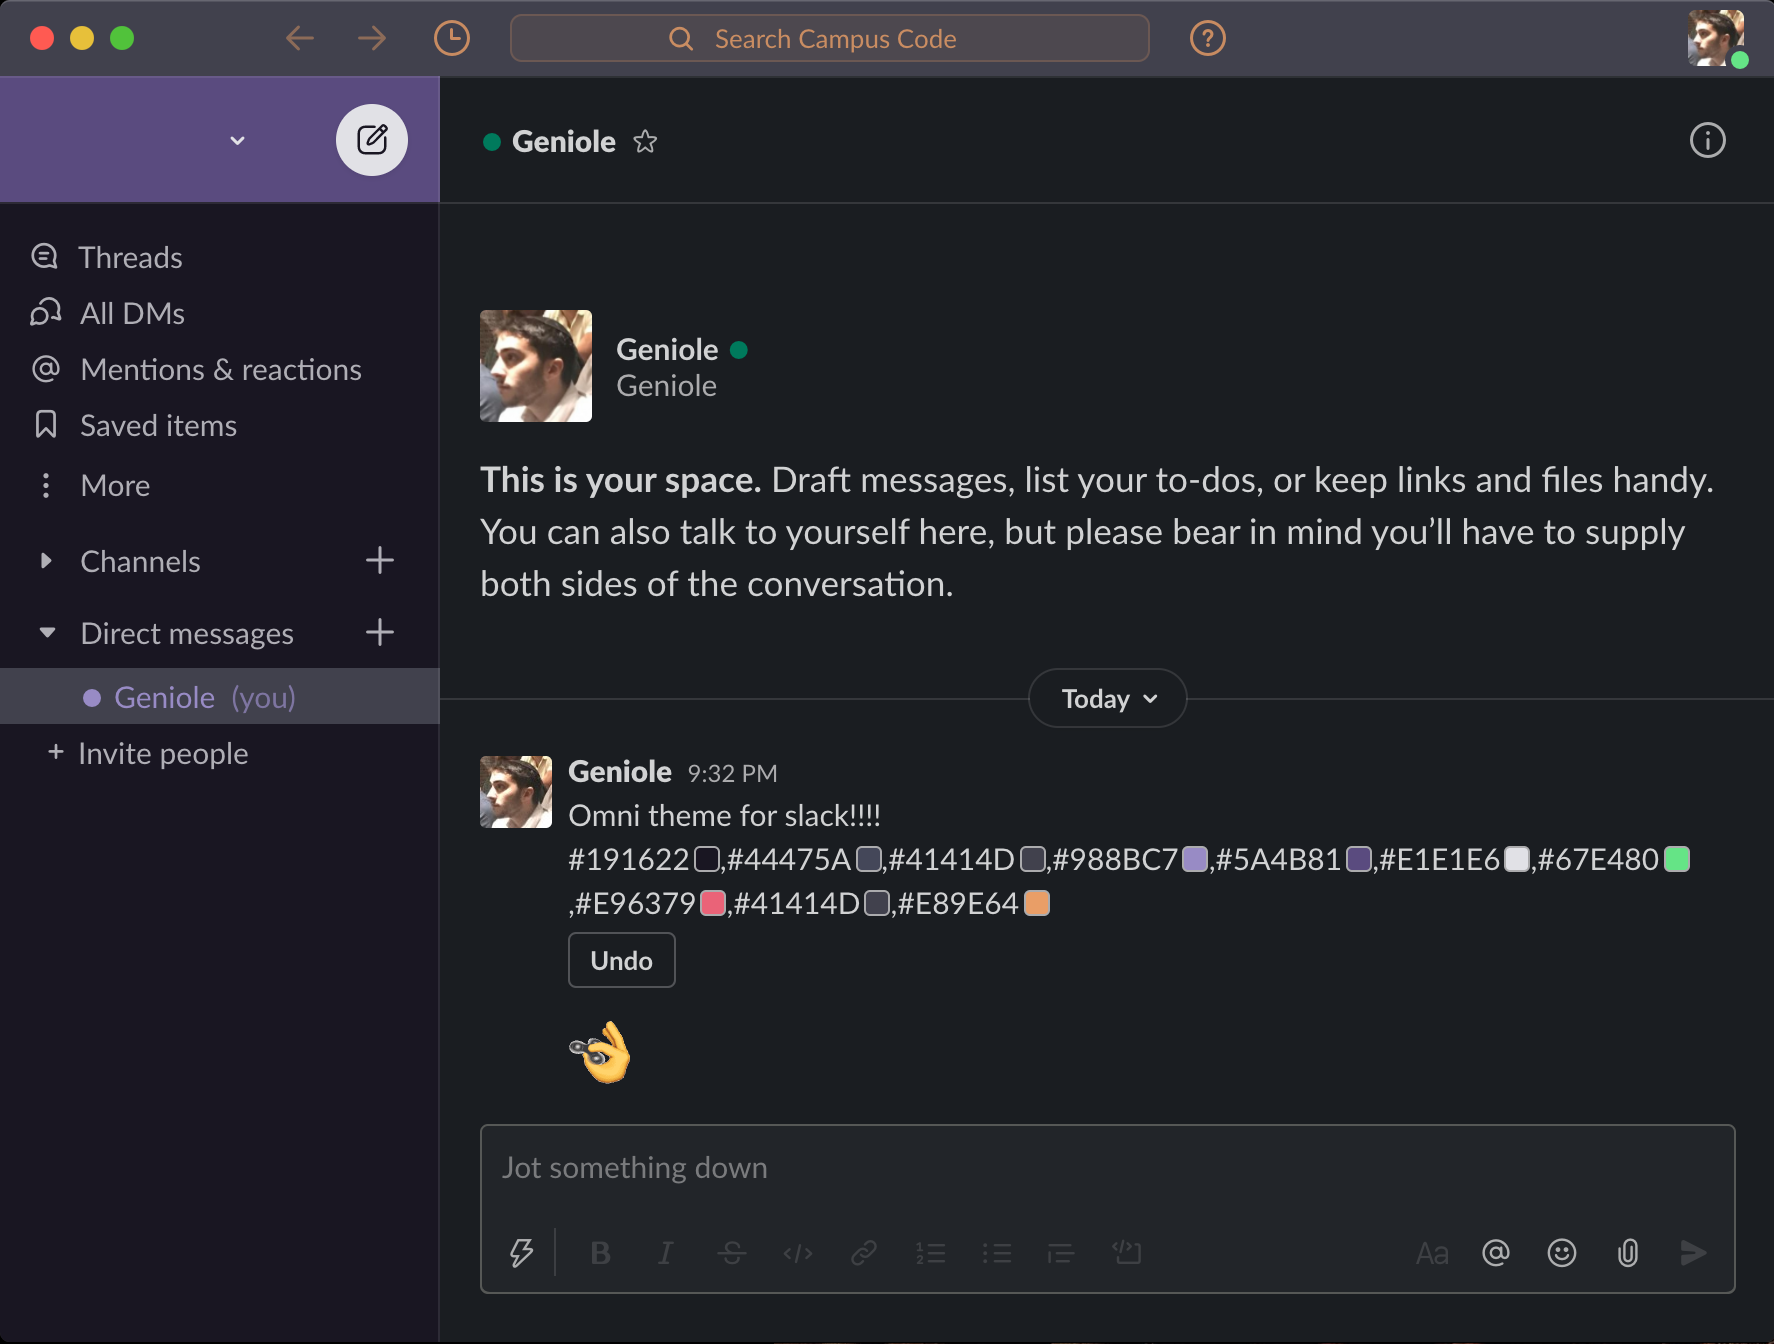 Search Campus Code
Geniole
Threads
All DMs
Mentions & reactions
Saved items
More
Channels
Direct messages
Geniole (you)
+ Invite people
Geniole
Geniole
This is your space. Draft messages, list your to-dos, or keep links and files handy.
You can also talk to yourself here, but please bear in mind you’ll have to supply
both sides of the conversation.
Today
Geniole 9:32 PM
Omni theme for slack!!!!
#191622,#44475A,#41414D,#988BC7,#5A4B81,#E1E1E6,#67E480
,#E96379,#41414D,#E89E64
Undo
Jot something down
B I S </> Aa @